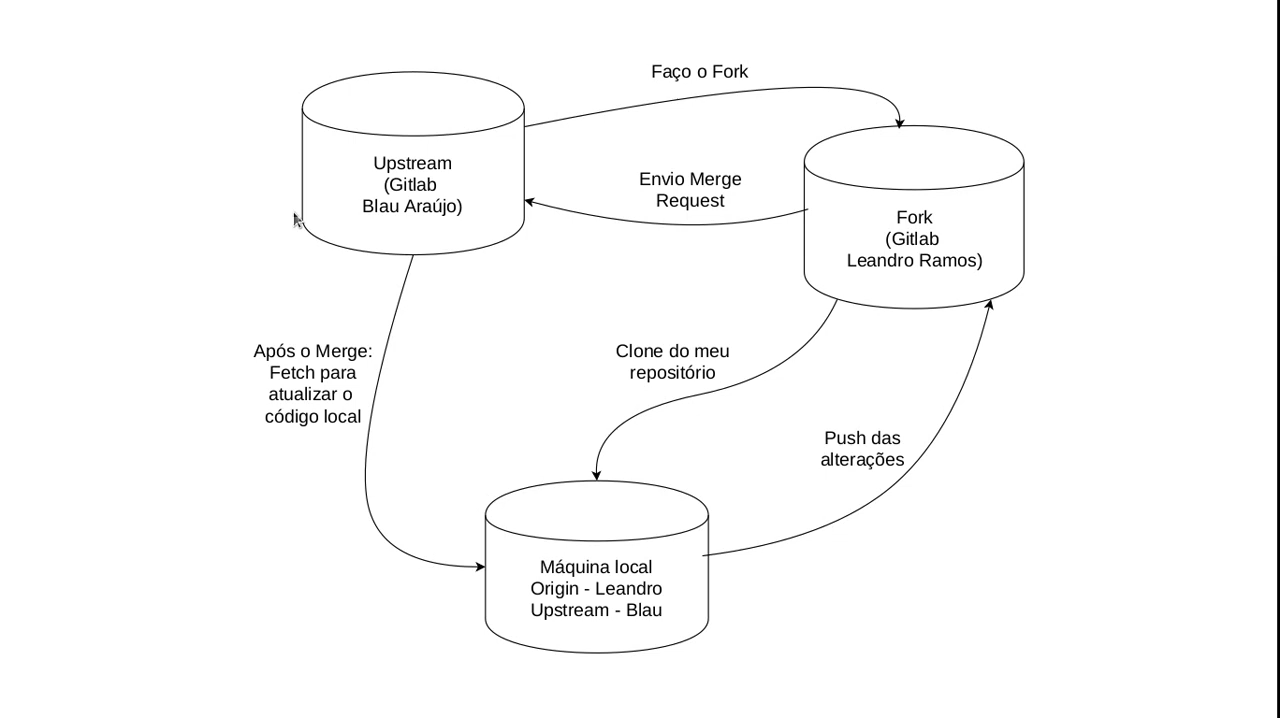 Faço o Fork
Upstream
(Gitlab
Blau Araújo)
Envio Merge
Request
Fork
(Gitlab
Leandro Ramos)
Após o Merge:
Fetch para
atualizar o
código local
Clone do meu
repositório
Push das
alterações
Máquina local
Origin - Leandro
Upstream - Blau